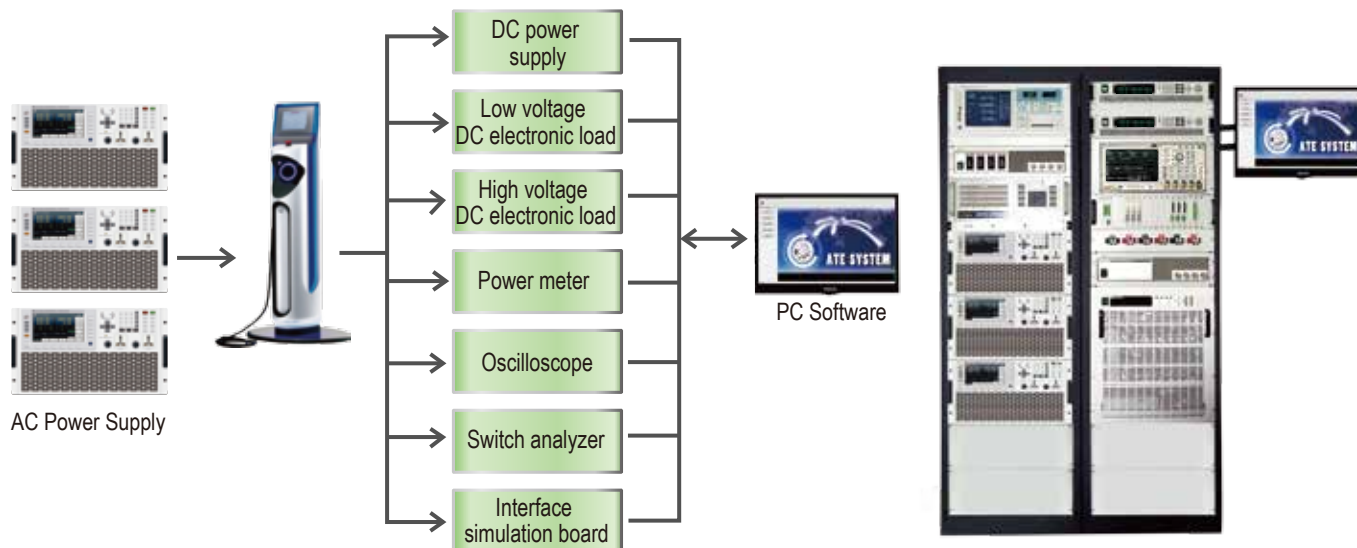 AC Power Supply
DC power
supply
Low voltage
DC electronic load
High voltage
DC electronic load
Power meter
Oscilloscope
Switch analyzer
Interface
simulation board
ATE SYSTEM
PC Software
ATE SYSTEM